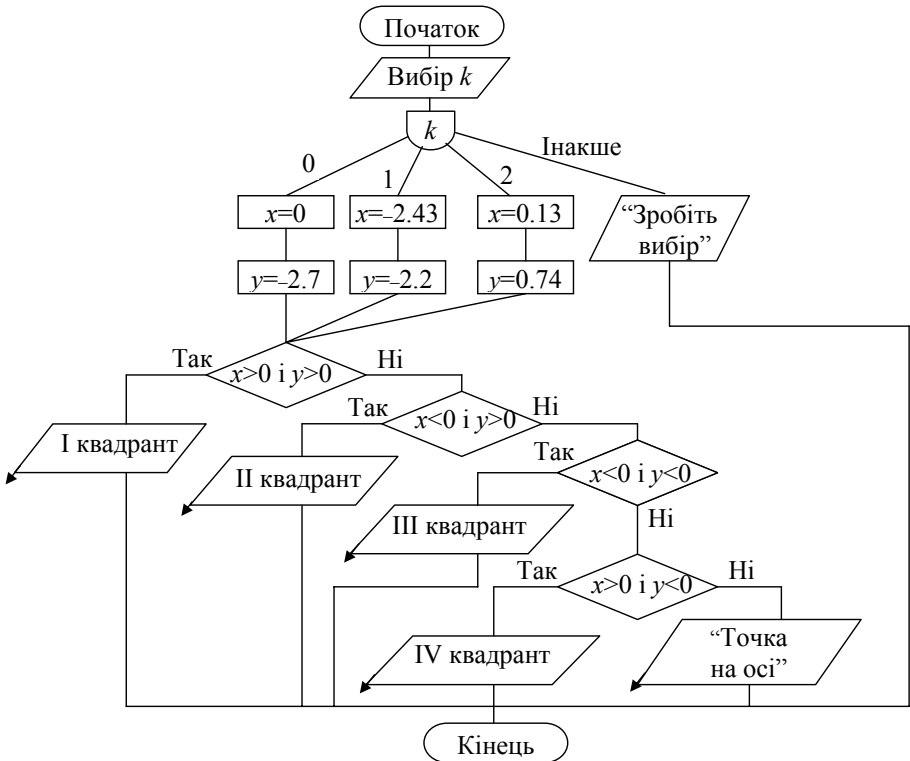 Початок
Вибір k
k
Інакше
0
1
2
x=0
x=–2.43
x=0.13
“Зробіть
вибір”
y=–2.7
y=–2.2
y=0.74
Так
x>0 і y>0
Ні
Так
x<0 і y>0
Ні
I квадрант
Так
x<0 і y<0
II квадрант
Ні
III квадрант
Так
x>0 і y<0
Ні
IV квадрант
“Точка
на осі”
Кінець